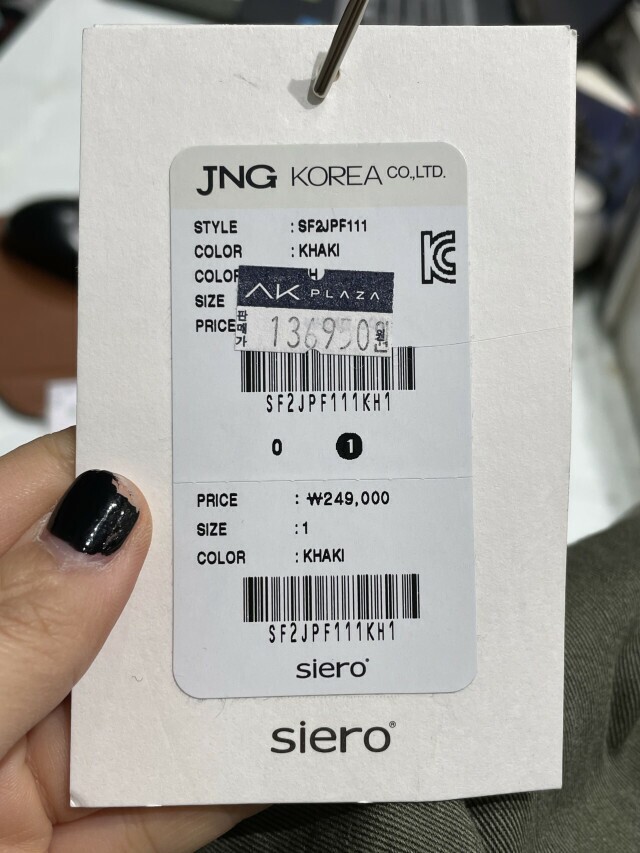 JNG KOREA CO.,LTD.
STYLE : SF2JPF111
COLOR : KHAKI
COLOR H
SIZE
AK PLAZA
PRICE
판매가 136950원
SF2JPF111KH1
0 1
PRICE : ₩249,000
SIZE : 1
COLOR : KHAKI
SF2JPF111KH1
siero®
siero®